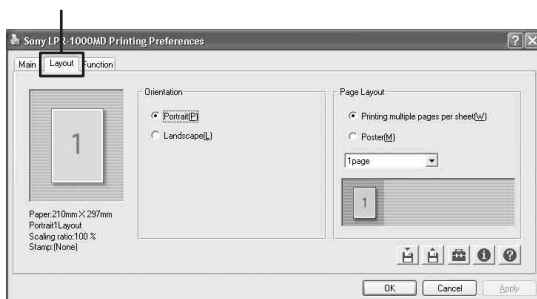 Sony LPR-1000MD Printing Preferences
Main Layout Function
Orientation
Portrait(P)
Landscape(L)
Page Layout
Printing multiple pages per sheet(W)
Poster(M)
1page
1
1
Paper:210mm X 297mm
Portrait1Layout
Scaling ratio:100 %
Stamp:(None)
OK Cancel Apply